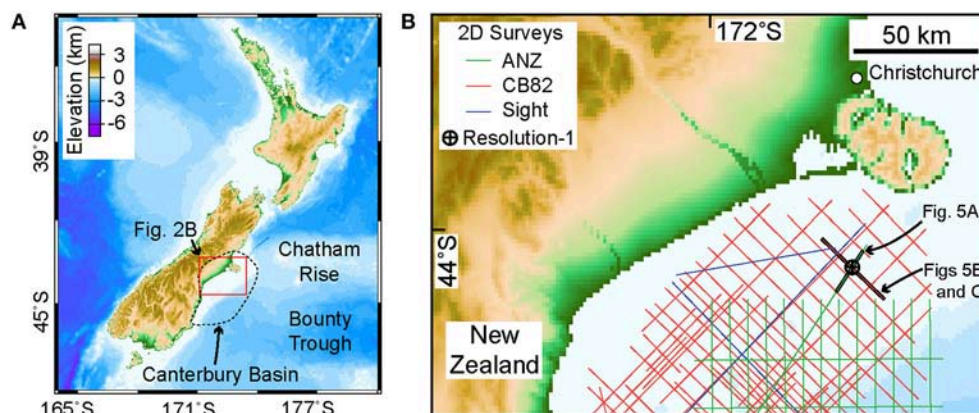 A
Elevation (km)
3
0
-3
-6
39°S
45°S
Fig. 2B
Chatham
Rise
Bounty
Trough
Canterbury Basin
165°S
171°S
177°S
B
172°S
2D Surveys
ANZ
CB82
Sight
Resolution-1
50 km
Christchurch
44°S
Fig. 5A
Figs 5B
and C
New
Zealand